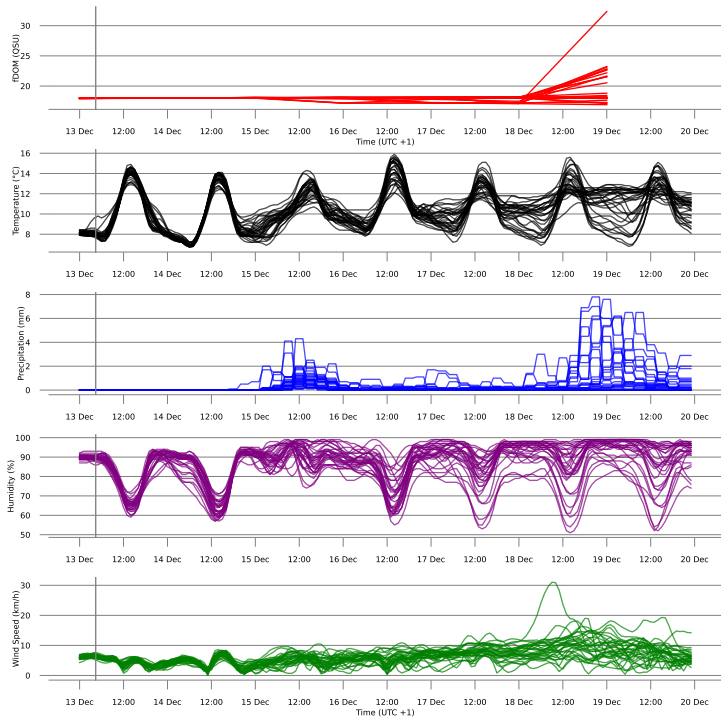 fDOM (QSU)
30
25
20
13 Dec 12:00 14 Dec 12:00 15 Dec 12:00 16 Dec 12:00 17 Dec 12:00 18 Dec 12:00 19 Dec 12:00 20 Dec
Time (UTC +1)
Temperature (°C)
16
14
12
10
8
13 Dec 12:00 14 Dec 12:00 15 Dec 12:00 16 Dec 12:00 17 Dec 12:00 18 Dec 12:00 19 Dec 12:00 20 Dec
Precipitation (mm)
8
6
4
2
0
13 Dec 12:00 14 Dec 12:00 15 Dec 12:00 16 Dec 12:00 17 Dec 12:00 18 Dec 12:00 19 Dec 12:00 20 Dec
Humidity (%)
100
90
80
70
60
50
13 Dec 12:00 14 Dec 12:00 15 Dec 12:00 16 Dec 12:00 17 Dec 12:00 18 Dec 12:00 19 Dec 12:00 20 Dec
Wind Speed (km/h)
30
20
10
0
13 Dec 12:00 14 Dec 12:00 15 Dec 12:00 16 Dec 12:00 17 Dec 12:00 18 Dec 12:00 19 Dec 12:00 20 Dec
Time (UTC +1)